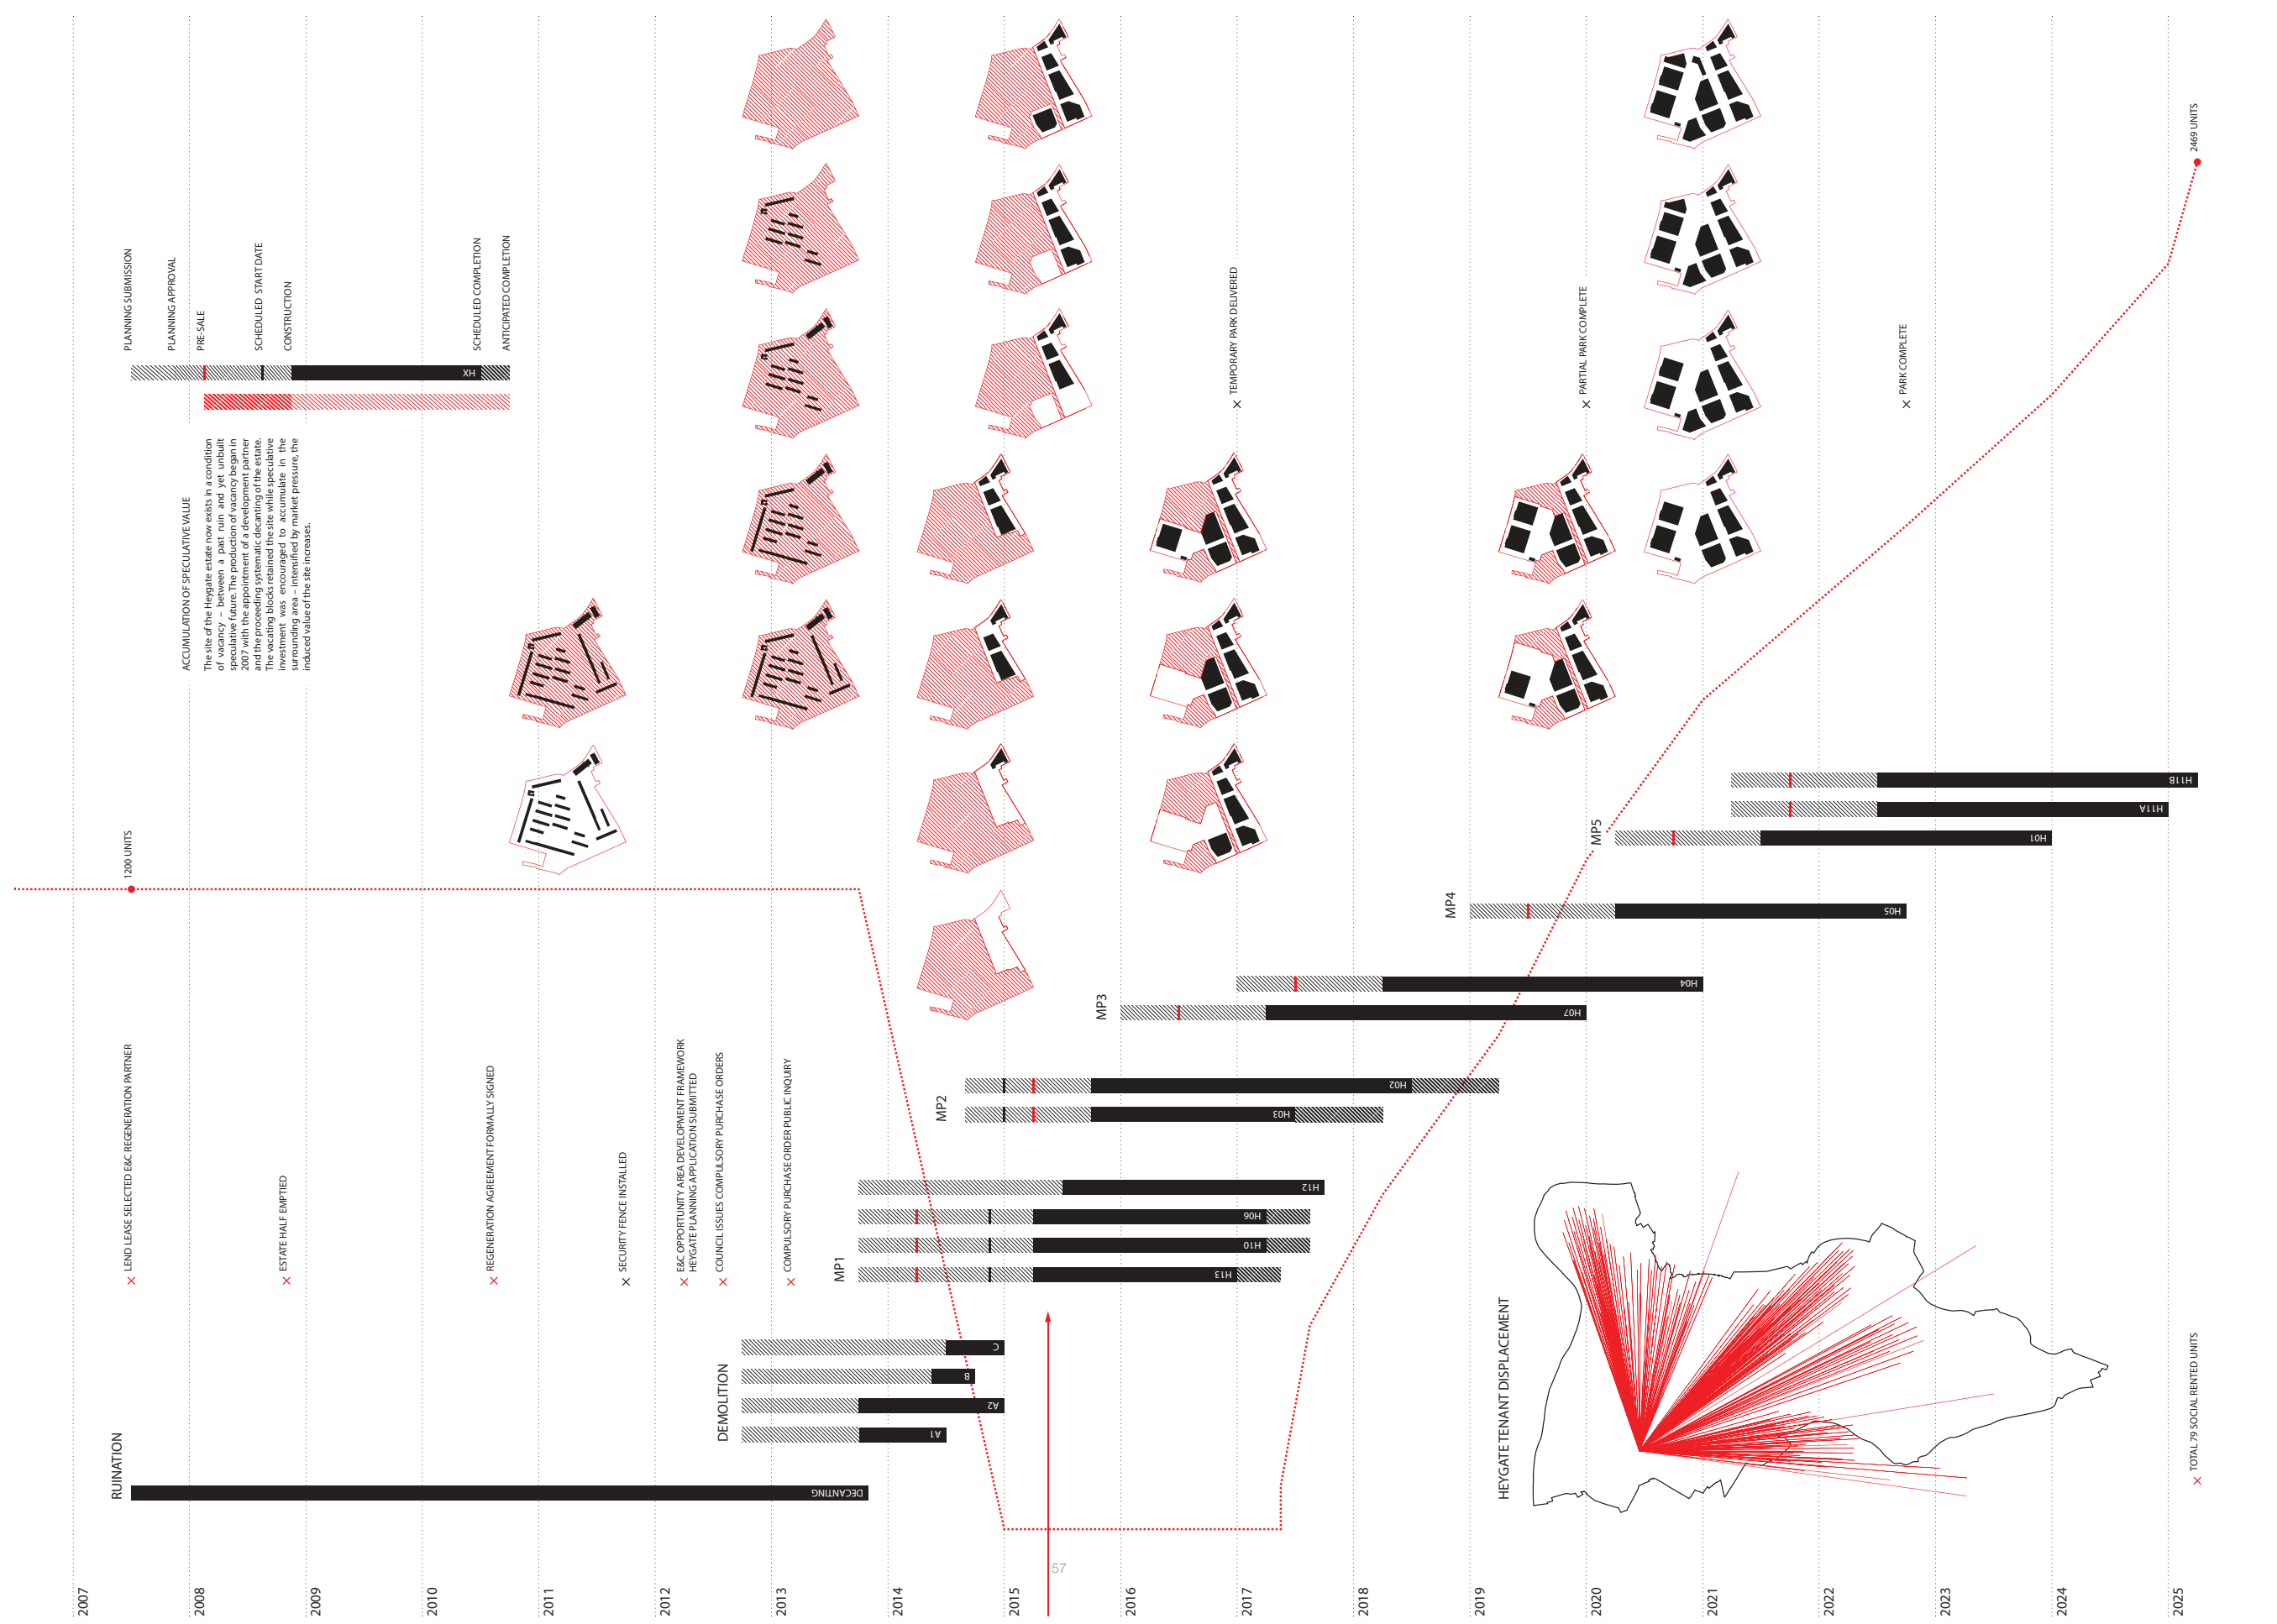 PLANNING SUBMISSION
PLANNING APPROVAL
PRE-SALE
SCHEDULED START DATE
CONSTRUCTION
SCHEDULED COMPLETION
ANTICIPATED COMPLETION
HX
ACCUMULATION OF SPECULATIVE VALUE
The site of the Heygate estate now exists in a condition
of vacancy – between a past ruin and yet unbuilt
speculative future. The production of vacancy began in
2007 with the appointment of a development partner
and the proceeding systematic decanting of the estate.
The vacating blocks retained the site while speculative
investment was encouraged to accumulate in the
surrounding area – intensified by market pressure, the
induced value of the site increases.
2469 UNITS
TEMPORARY PARK DELIVERED
PARTIAL PARK COMPLETE
PARK COMPLETE
1200 UNITS
LEND LEASE SELECTED E&C REGENERATION PARTNER
ESTATE HALF EMPTIED
REGENERATION AGREEMENT FORMALLY SIGNED
SECURITY FENCE INSTALLED
E&C OPPORTUNITY AREA DEVELOPMENT FRAMEWORK
HEYGATE PLANNING APPLICATION SUBMITTED
COUNCIL ISSUES COMPULSORY PURCHASE ORDERS
COMPULSORY PURCHASE ORDER PUBLIC INQUIRY
RUINATION
DECANTING
DEMOLITION
A1
A2
B
C
MP1
H13
H10
H06
H12
MP2
H03
H02
MP3
H07
H04
MP4
H05
MP5
H01
H11A
H11B
HEYGATE TENANT DISPLACEMENT
TOTAL 79 SOCIAL RENTED UNITS
57
2007
2008
2009
2010
2011
2012
2013
2014
2015
2016
2017
2018
2019
2020
2021
2022
2023
2024
2025